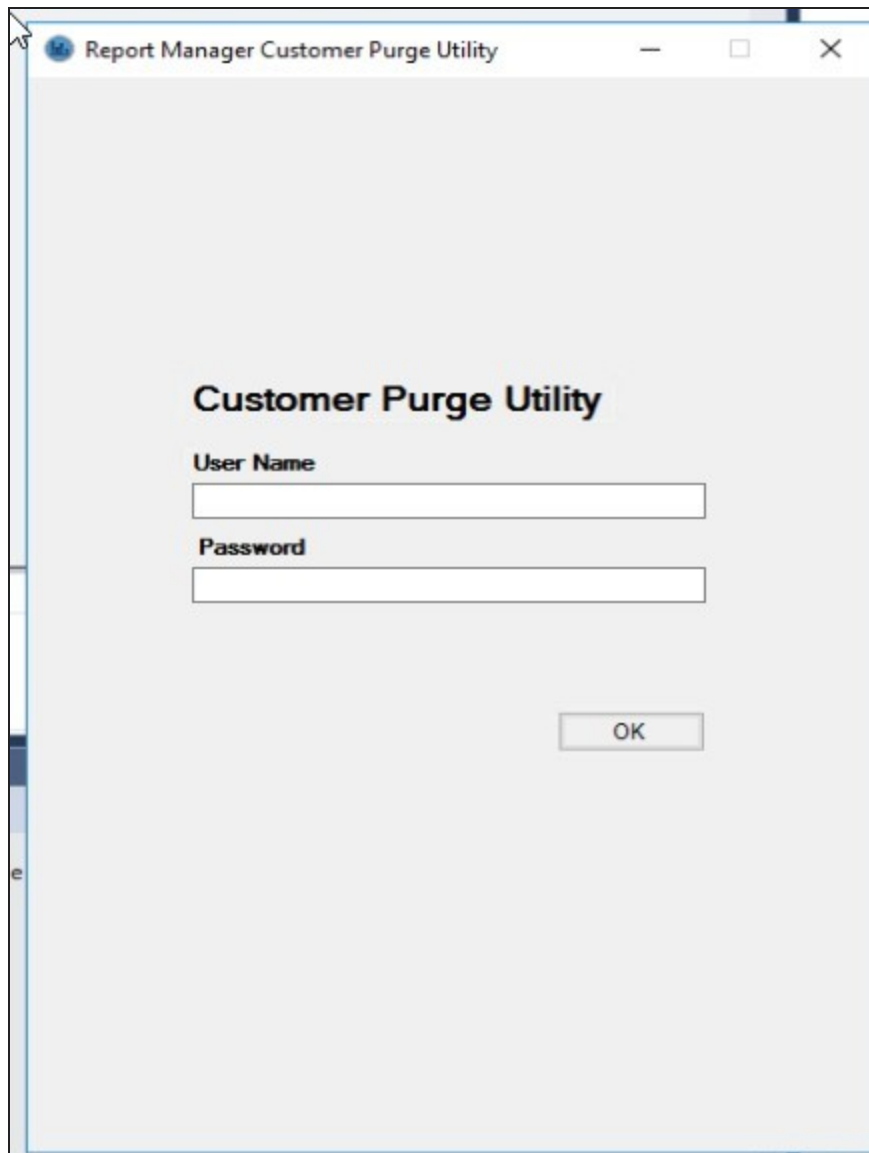 Report Manager Customer Purge Utility
Customer Purge Utility
User Name
Password
OK
e